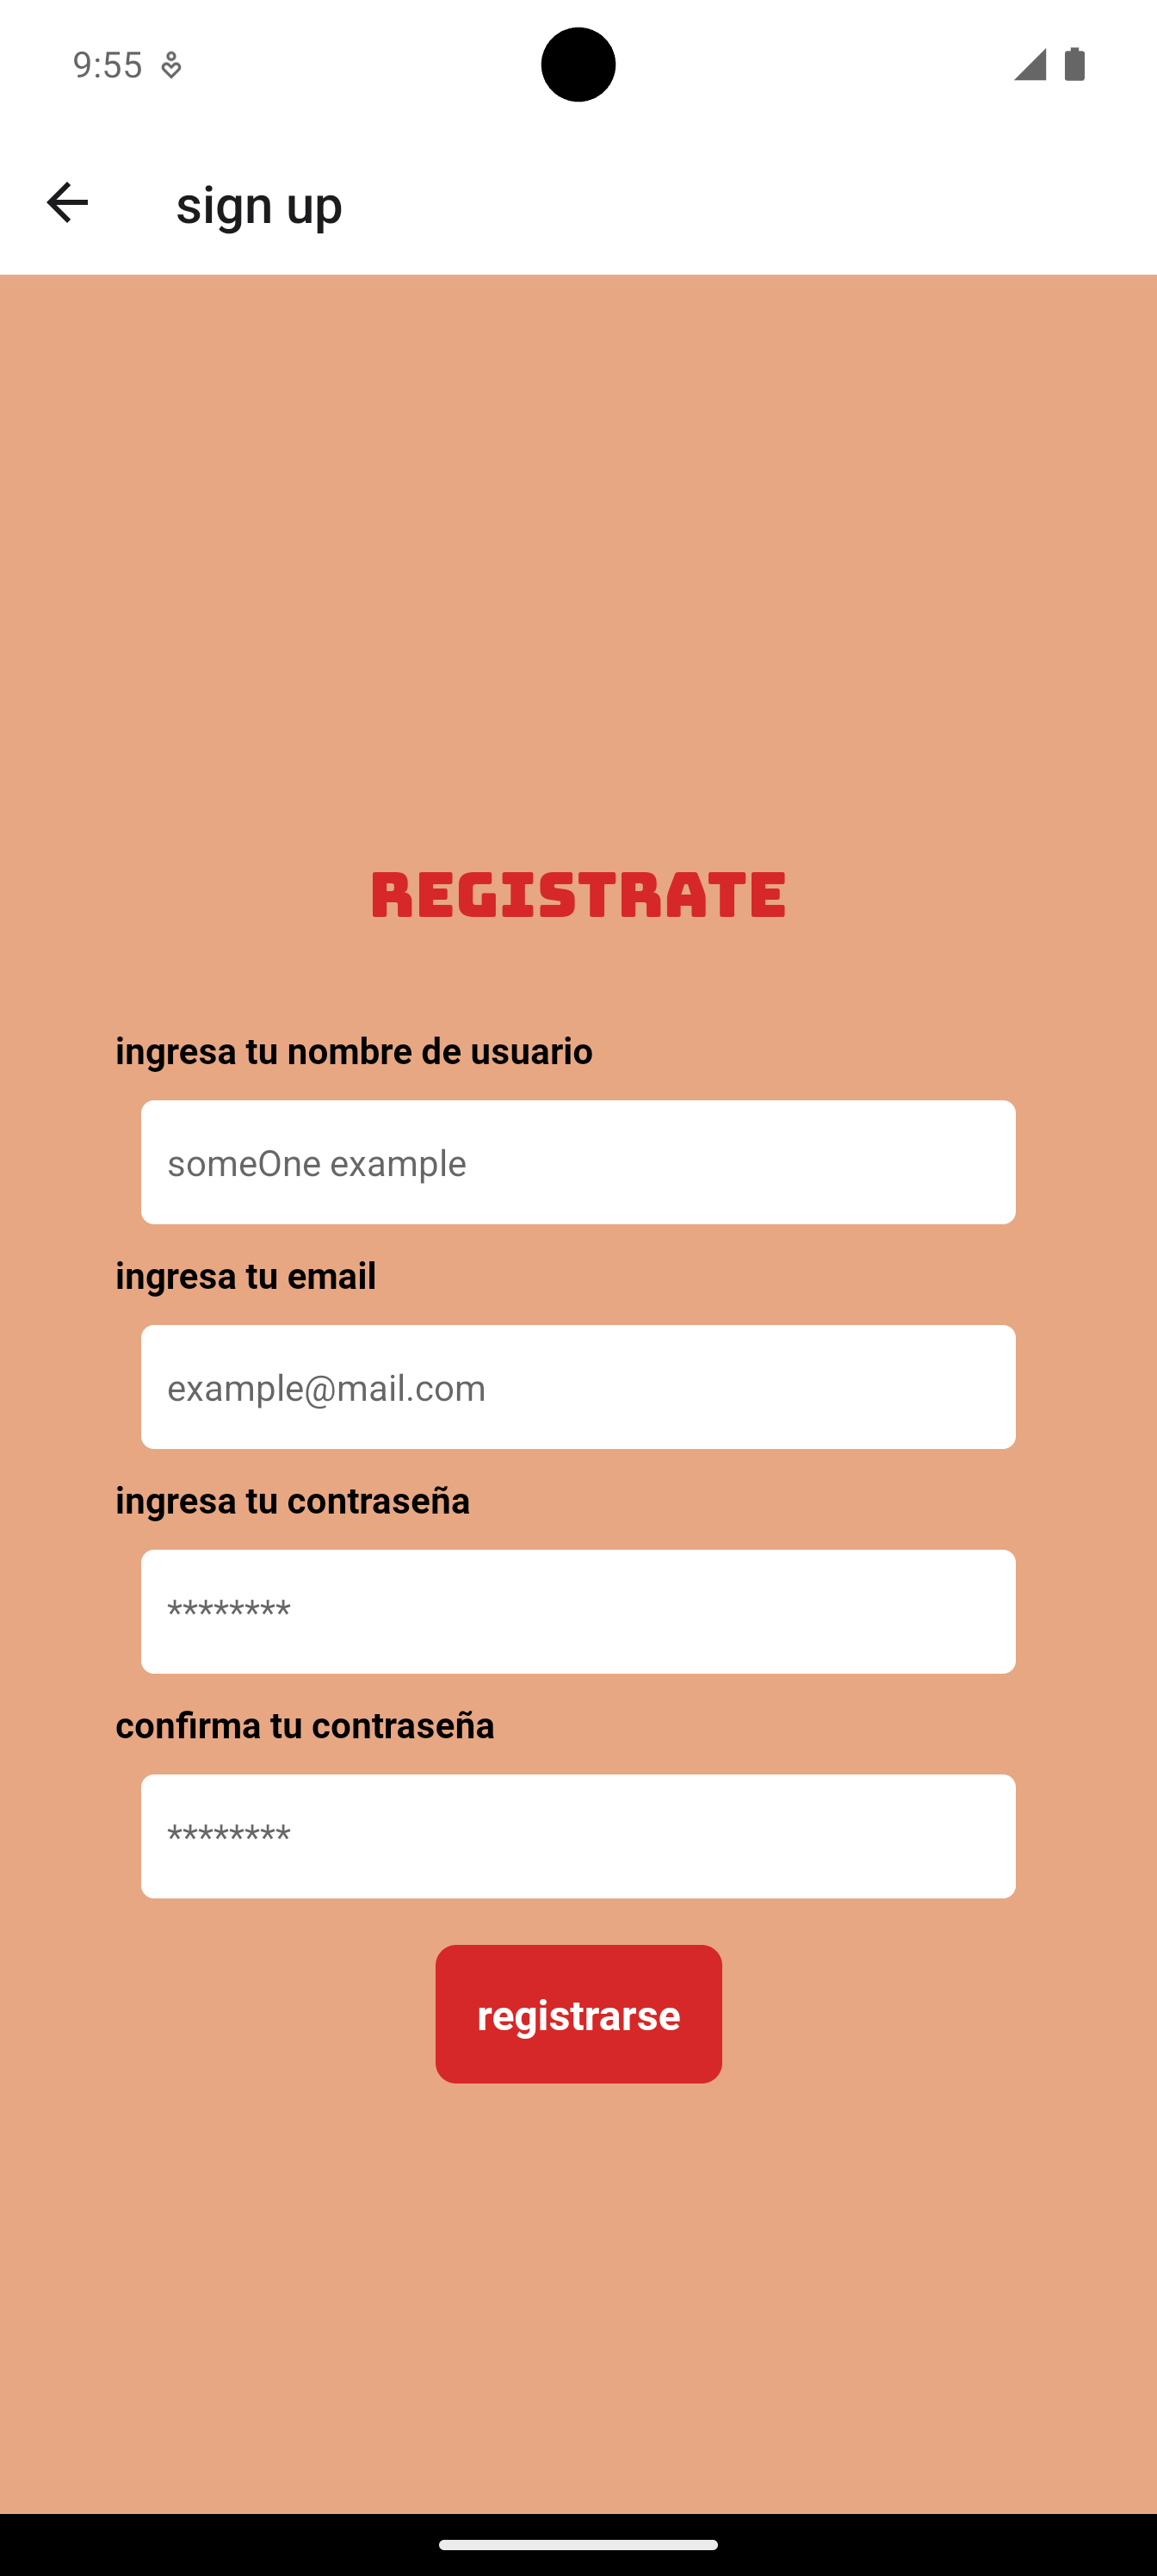 9:55
sign up
REGISTRATE
ingresa tu nombre de usuario
someOne example
ingresa tu email
example@mail.com
ingresa tu contraseña
********
confirma tu contraseña
********
registrarse